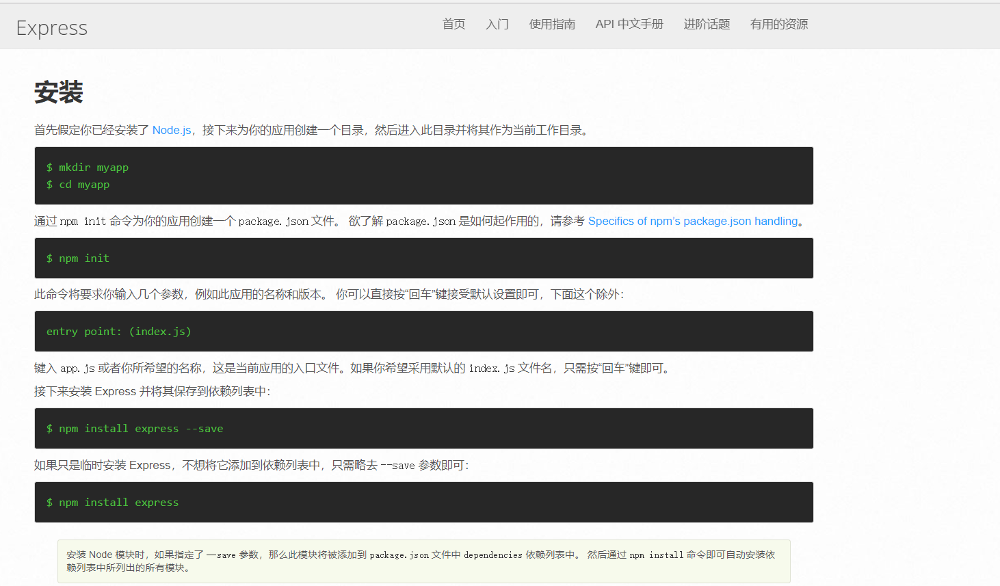 Express
首页 入门 使用指南 API 中文手册 进阶话题 有用的资源
安装
首先假定你已经安装了 Node.js，接下来为你的应用创建一个目录，然后进入此目录并将其作为当前工作目录。
$ mkdir myapp
$ cd myapp
通过 npm init 命令为你的应用创建一个 package.json 文件。 欲了解 package.json 是如何起作用的，请参考 Specifics of npm’s package.json handling。
$ npm init
此命令将要求你输入几个参数，例如此应用的名称和版本。 你可以直接按“回车”键接受默认设置即可，下面这个除外：
entry point: (index.js)
键入 app.js 或者你所希望的名称，这是当前应用的入口文件。如果你希望采用默认的 index.js 文件名，只需按“回车”键即可。
接下来安装 Express 并将其保存到依赖列表中：
$ npm install express --save
如果只是临时安装 Express，不想将它添加到依赖列表中，只需略去 --save 参数即可：
$ npm install express
安装 Node 模块时，如果指定了 —save 参数，那么此模块将被添加到 package.json 文件中 dependencies 依赖列表中。 然后通过 npm install 命令即可自动安装依
赖列表中所列出的所有模块。